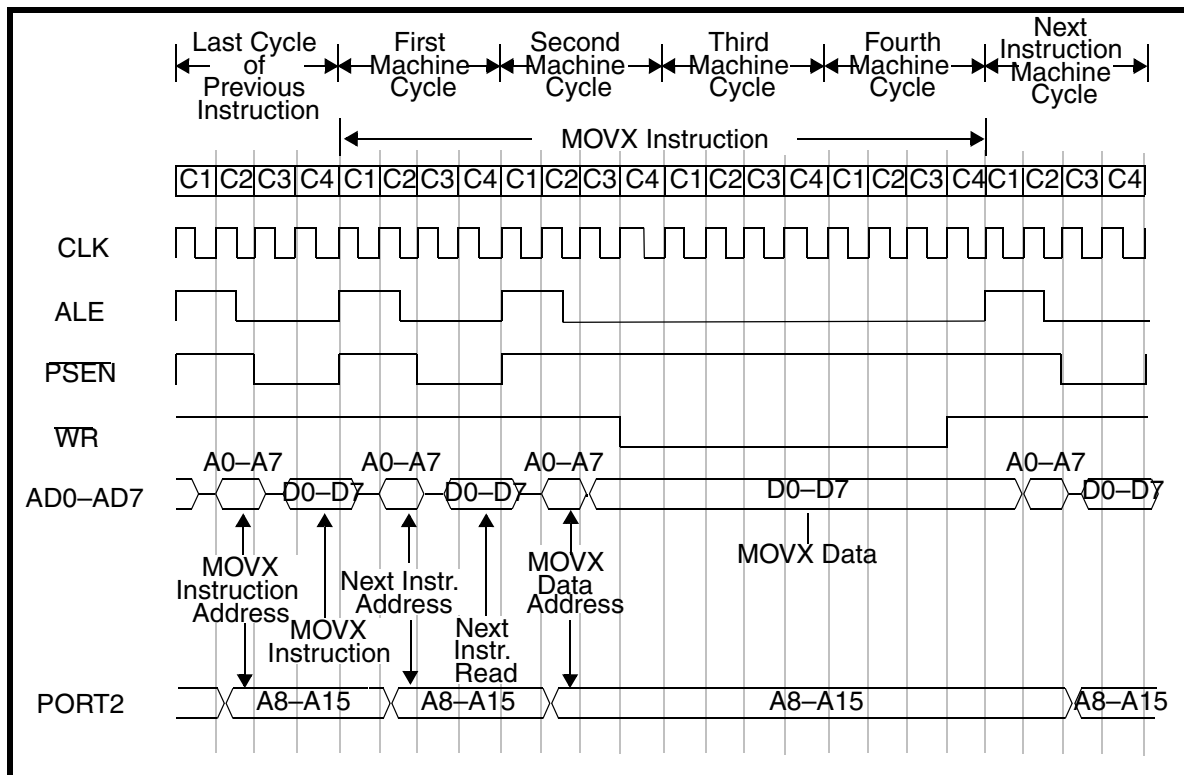 Last Cycle
of
Previous
Instruction
First
Machine
Cycle
Second
Machine
Cycle
Third
Machine
Cycle
Fourth
Machine
Cycle
Next
Instruction
Machine
Cycle
MOVX Instruction
C1 C2 C3 C4 C1 C2 C3 C4 C1 C2 C3 C4 C1 C2 C3 C4 C1 C2 C3 C4 C1 C2 C3 C4
CLK
ALE
PSEN
WR
A0–A7 A0–A7 A0–A7 A0–A7
AD0–AD7 D0–D7 D0–D7 D0–D7 D0–D7
MOVX
Instruction
Address
MOVX
Instruction
Next Instr.
Address
Next
Instr.
Read
MOVX
Data
Address
MOVX Data
PORT2 A8–A15 A8–A15 A8–A15 A8–A15